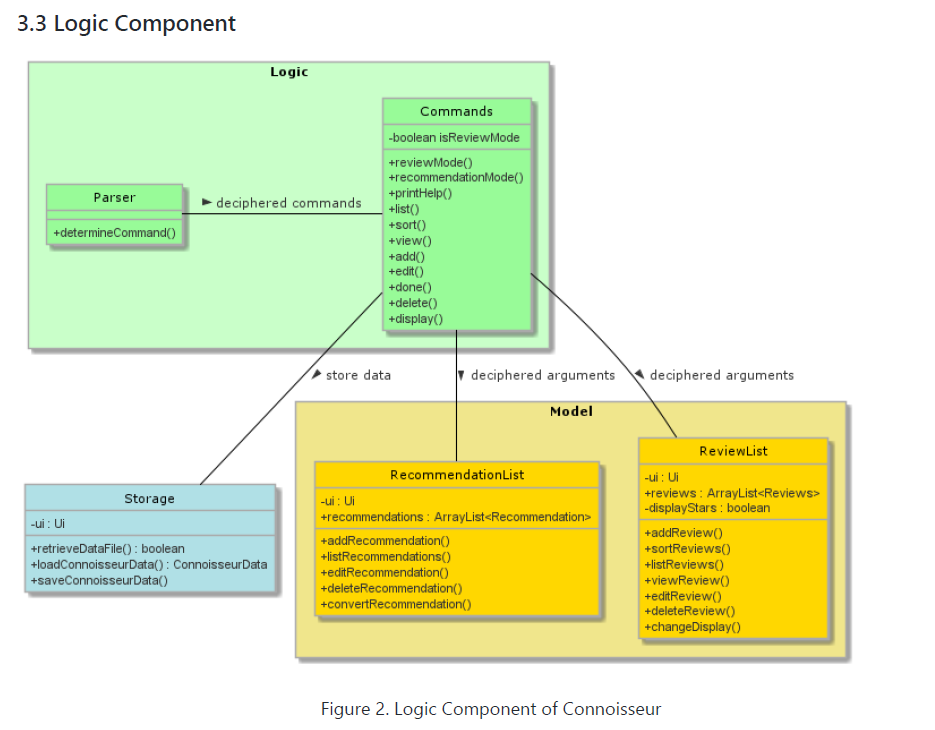 3.3 Logic Component
Logic
Commands
-boolean isReviewMode
+reviewMode()
+recommendationMode()
+printHelp()
+list()
+sort()
+view()
+add()
+edit()
+done()
+delete()
+display()
Parser
+determineCommand()
deciphered commands
store data
deciphered arguments
deciphered arguments
Model
ReviewList
-ui : Ui
+reviews : ArrayList<Reviews>
-displayStars : boolean
+addReview()
+sortReviews()
+listReviews()
+viewReview()
+editReview()
+deleteReview()
+changeDisplay()
RecommendationList
-ui : Ui
+recommendations : ArrayList<Recommendation>
+addRecommendation()
+listRecommendations()
+editRecommendation()
+deleteRecommendation()
+convertRecommendation()
Storage
-ui : Ui
+retrieveDataFile() : boolean
+loadConnoisseurData() : ConnoisseurData
+saveConnoisseurData()
Figure 2. Logic Component of Connoisseur